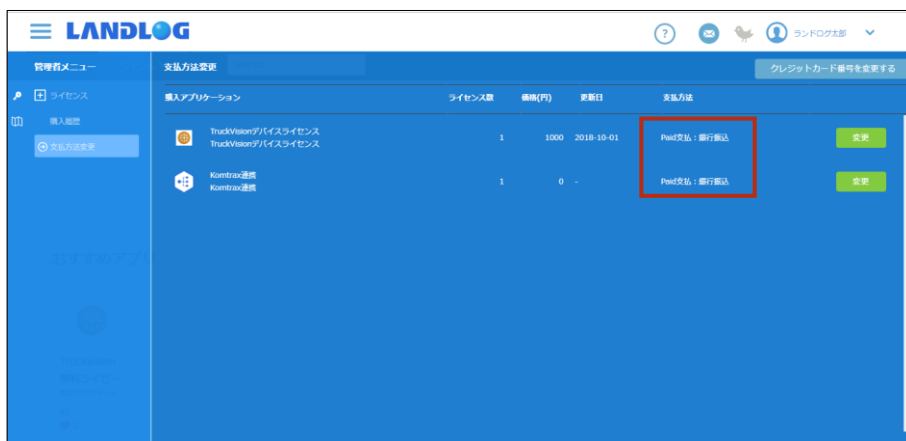 LANDLOG
?
ランドログ太郎
管理者メニュー
支払方法変更
クレジットカード番号を変更する
ライセンス
購入アプリケーション
ライセンス数
価格(円)
更新日
支払方法
購入履歴
TruckVisionデバイスライセンス
TruckVisionデバイスライセンス
1
1000
2018-10-01
Paid支払：銀行振込
変更
支払方法変更
Komtrax連携
Komtrax連携
1
0
-
Paid支払：銀行振込
変更
おすすめアプリ